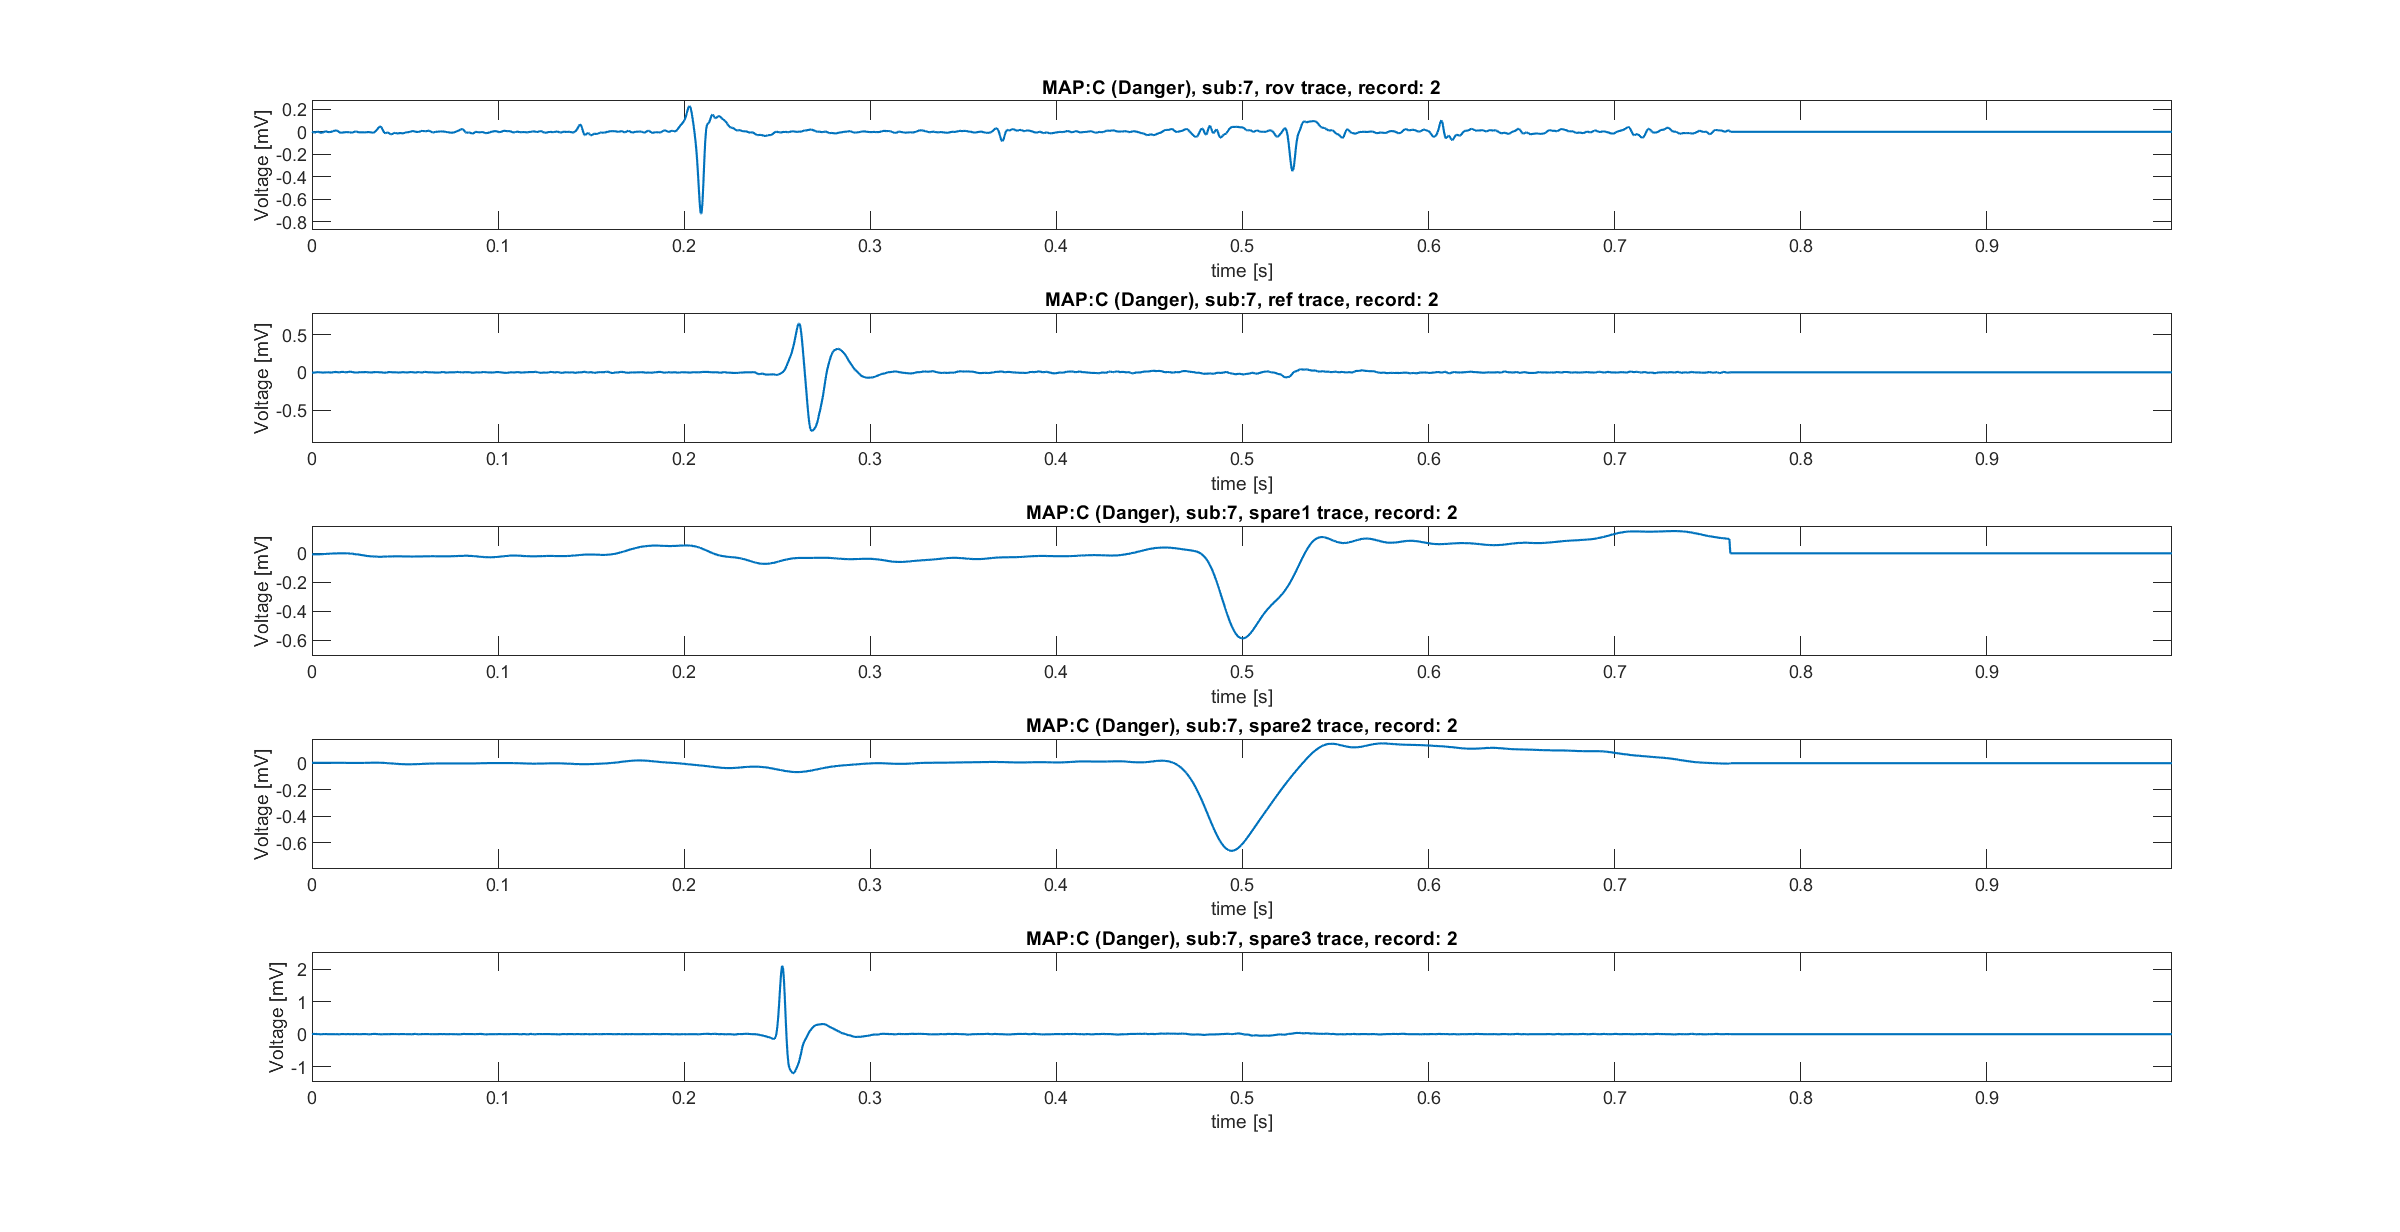 MAP:C (Danger), sub:7, rov trace, record: 2
Voltage [mV]
0.2
0
-0.2
-0.4
-0.6
-0.8
0 0.1 0.2 0.3 0.4 0.5 0.6 0.7 0.8 0.9
time [s]
MAP:C (Danger), sub:7, ref trace, record: 2
Voltage [mV]
0.5
0
-0.5
0 0.1 0.2 0.3 0.4 0.5 0.6 0.7 0.8 0.9
time [s]
MAP:C (Danger), sub:7, spare1 trace, record: 2
Voltage [mV]
0
-0.2
-0.4
-0.6
0 0.1 0.2 0.3 0.4 0.5 0.6 0.7 0.8 0.9
time [s]
MAP:C (Danger), sub:7, spare2 trace, record: 2
Voltage [mV]
0
-0.2
-0.4
-0.6
0 0.1 0.2 0.3 0.4 0.5 0.6 0.7 0.8 0.9
time [s]
MAP:C (Danger), sub:7, spare3 trace, record: 2
Voltage [mV]
2
1
0
-1
0 0.1 0.2 0.3 0.4 0.5 0.6 0.7 0.8 0.9
time [s]